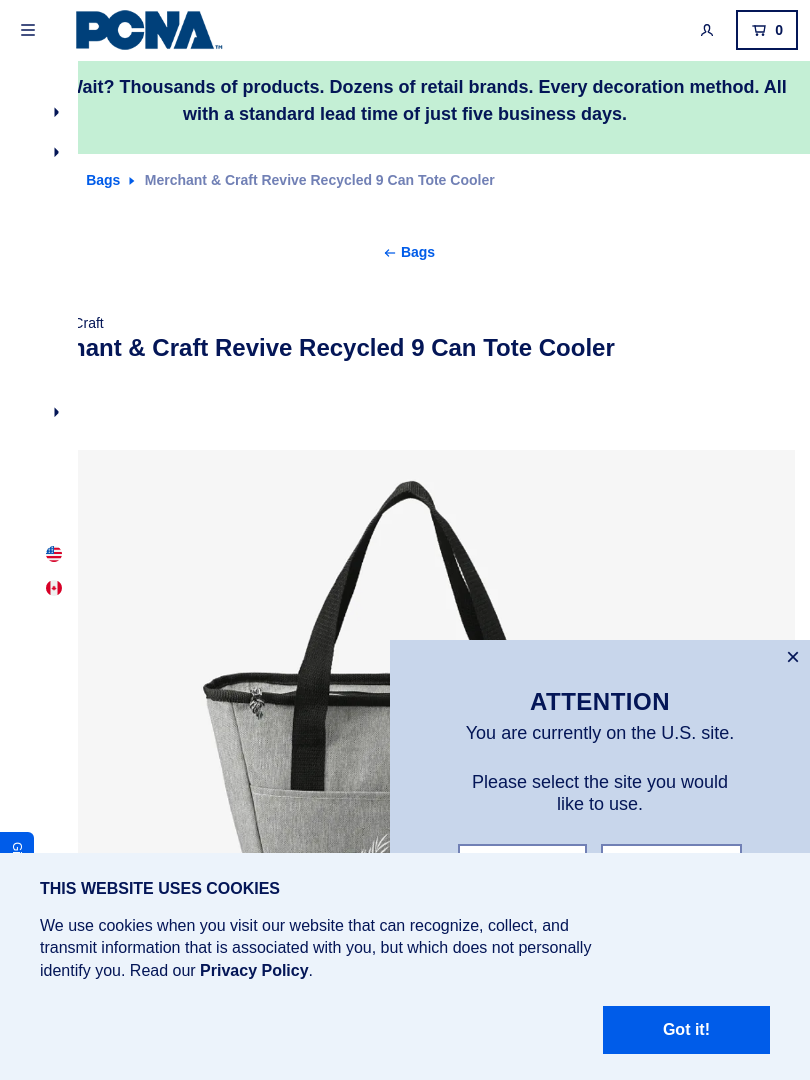 PCNA
TM
0
Wait? Thousands of products. Dozens of retail brands. Every decoration method. All
with a standard lead time of just five business days.
Bags
Merchant & Craft Revive Recycled 9 Can Tote Cooler
Bags
Craft
hant & Craft Revive Recycled 9 Can Tote Cooler
ATTENTION
You are currently on the U.S. site.
Please select the site you would
like to use.
THIS WEBSITE USES COOKIES
We use cookies when you visit our website that can recognize, collect, and
transmit information that is associated with you, but which does not personally
identify you. Read our Privacy Policy.
Got it!